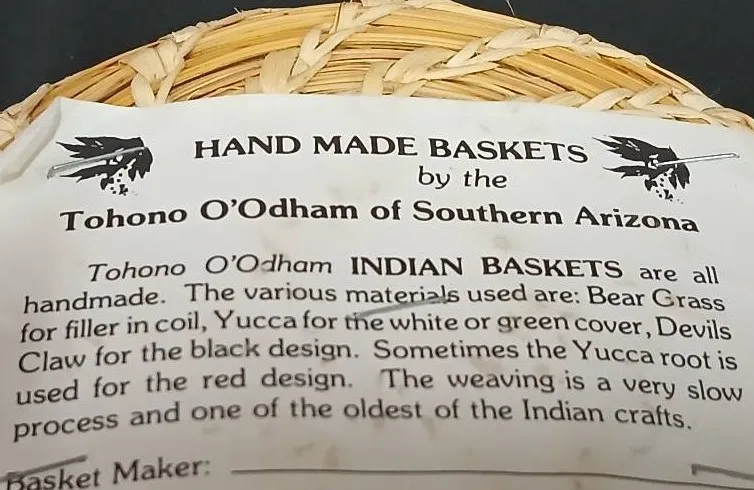 HAND MADE BASKETS
by the
Tohono O'Odham of Southern Arizona
Tohono O'Odham INDIAN BASKETS are all
handmade. The various materials used are: Bear Grass
for filler in coil, Yucca for the white or green cover, Devils
Claw for the black design. Sometimes the Yucca root is
used for the red design. The weaving is a very slow
process and one of the oldest of the Indian crafts.
Basket Maker: